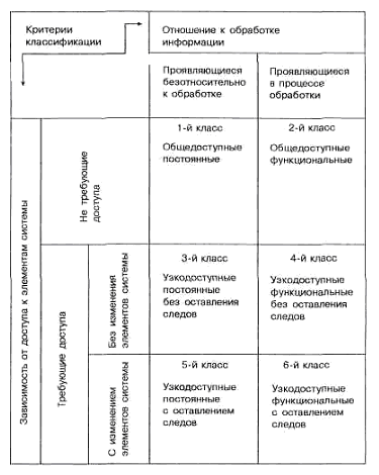 Критерии
классификации
Отношение к обработке
информации
Проявляющиеся
безотносительно
к обработке
Проявляющиеся
в процессе
обработки
Зависимость от доступа к элементам системы
Не требующие
доступа
1-й класс
Общедоступные
постоянные
2-й класс
Общедоступные
функциональные
Требующие доступа
Без изменения
элементов системы
3-й класс
Узкодоступные
постоянные
без оставления
следов
4-й класс
Узкодоступные
функциональные
без оставления
следов
С изменением
элементов системы
5-й класс
Узкодоступные
постоянные
с оставлением
следов
6-й класс
Узкодоступные
функциональные
с оставлением
следов